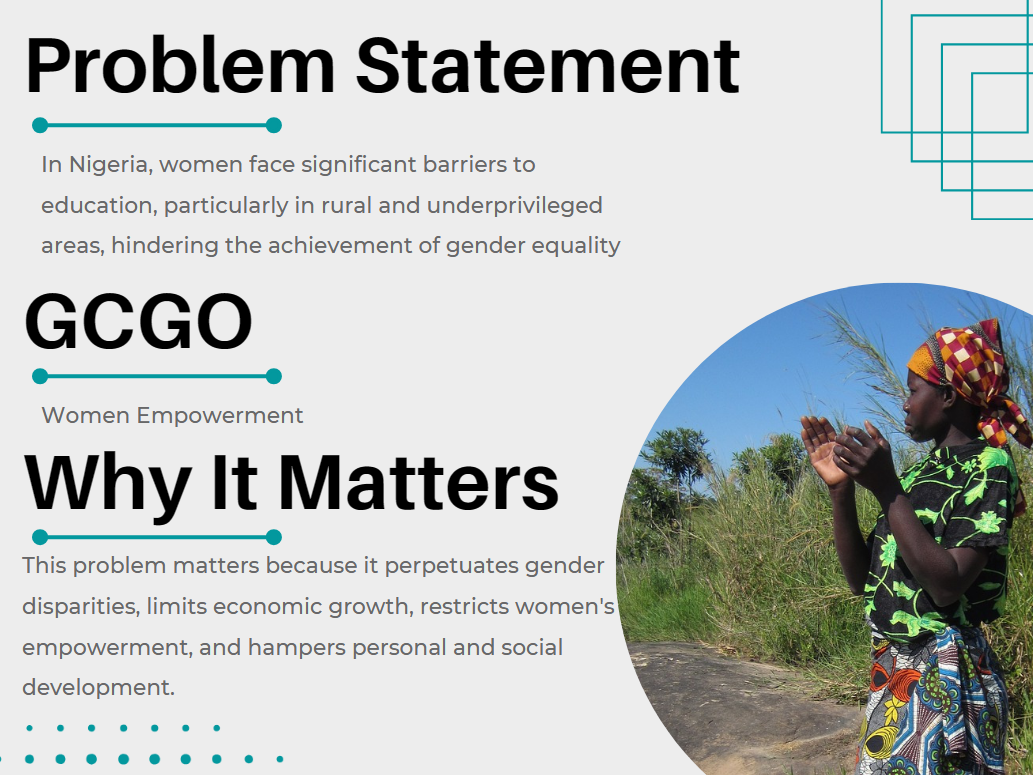 Problem Statement
In Nigeria, women face significant barriers to
education, particularly in rural and underprivileged
areas, hindering the achievement of gender equality
GCGO
Women Empowerment
Why It Matters
This problem matters because it perpetuates gender
disparities, limits economic growth, restricts women's
empowerment, and hampers personal and social
development.